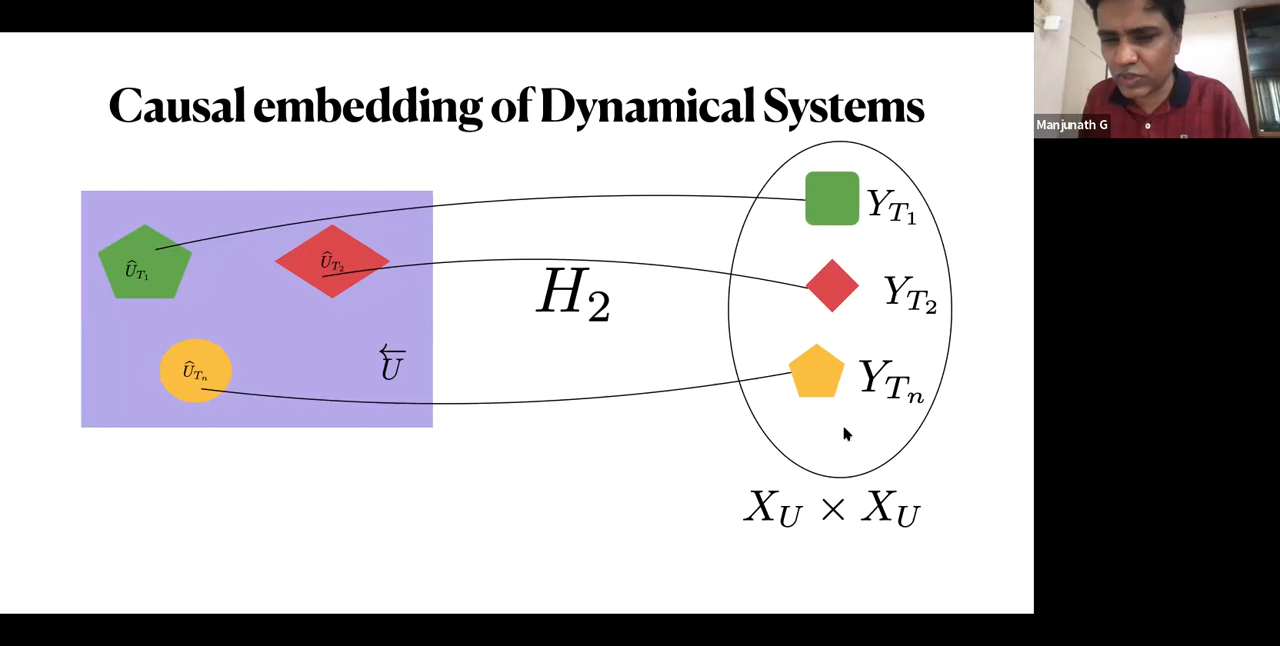 Causal embedding of Dynamical Systems
Manjunath G
Û_{T_1}
Û_{T_2}
Y_{T_1}
H_2
Y_{T_2}
Û_{T_n}
\overleftarrow{U}
Y_{T_n}
X_U × X_U